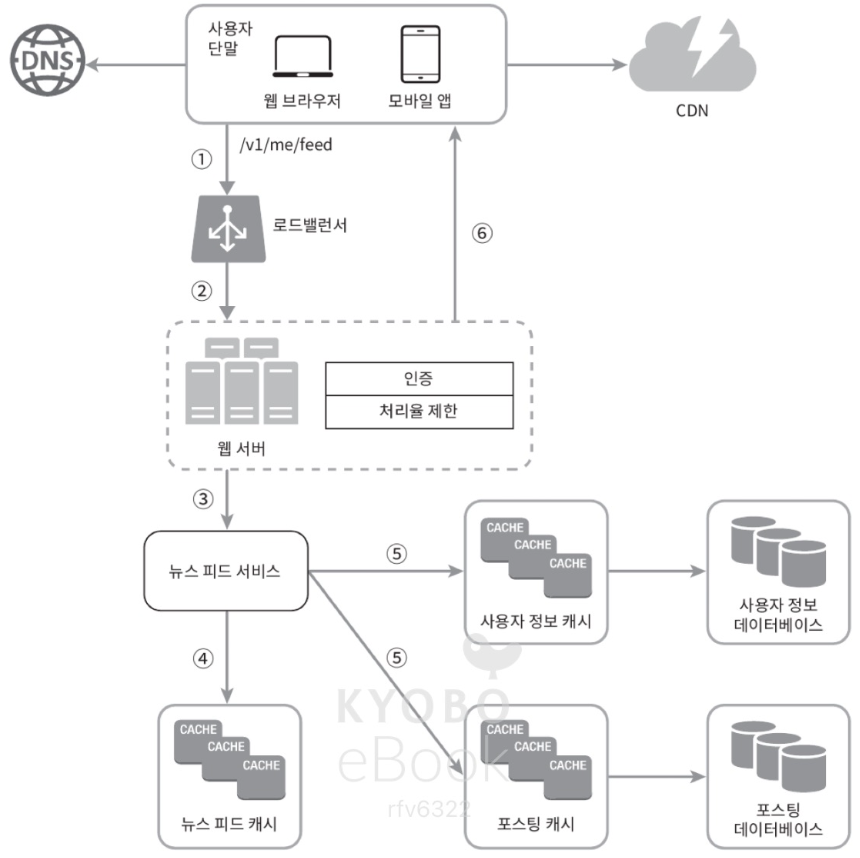 사용자
단말
DNS
웹 브라우저
모바일 앱
CDN
①
/v1/me/feed
로드밸런서
⑥
②
인증
처리율 제한
웹 서버
③
뉴스 피드 서비스
⑤
CACHE
CACHE
CACHE
사용자 정보 캐시
사용자 정보
데이터베이스
④
⑤
KYOBO
eBook
rfv6322
CACHE
CACHE
CACHE
뉴스 피드 캐시
CACHE
CACHE
CACHE
포스팅 캐시
포스팅
데이터베이스